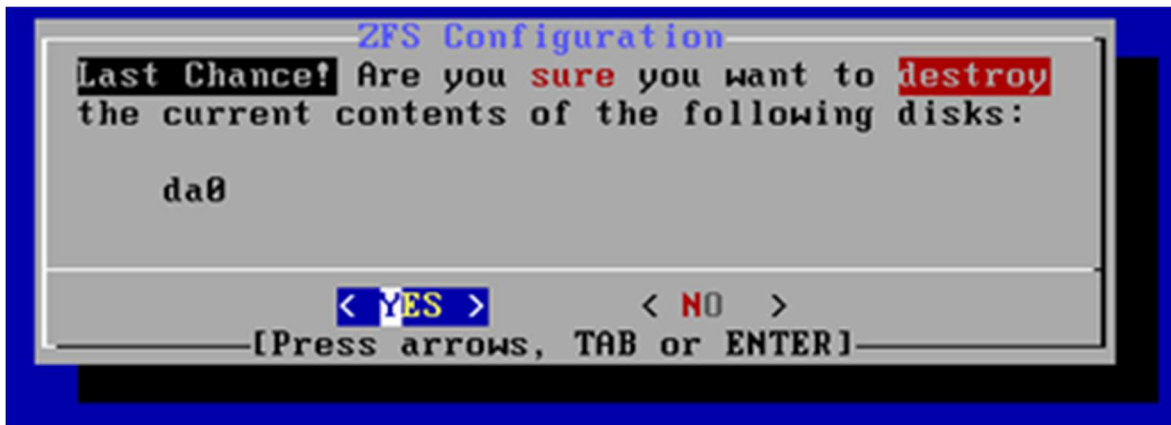 ZFS Configuration
Last Chance! Are you sure you want to destroy
the current contents of the following disks:
da0
< YES > < NO >
[Press arrows, TAB or ENTER]